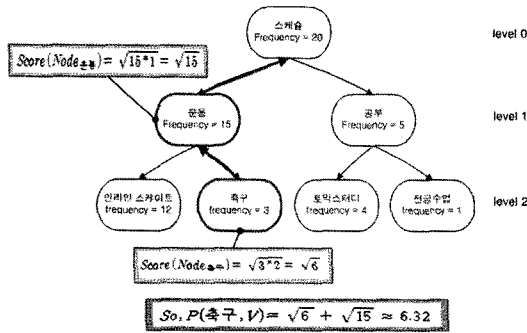 스케쥴
Frequency = 20
level 0
Score(Node운동) = √15*1 = √15
운동
Frequency = 15
공부
Frequency = 5
level 1
인라인 스케이트
frequency = 12
축구
frequency = 3
토익스터디
frequency = 4
전공수업
frequency = 1
level 2
Score(Node축구) = √3*2 = √6
So, P(축구, V) = √6 + √15 ≈ 6.32